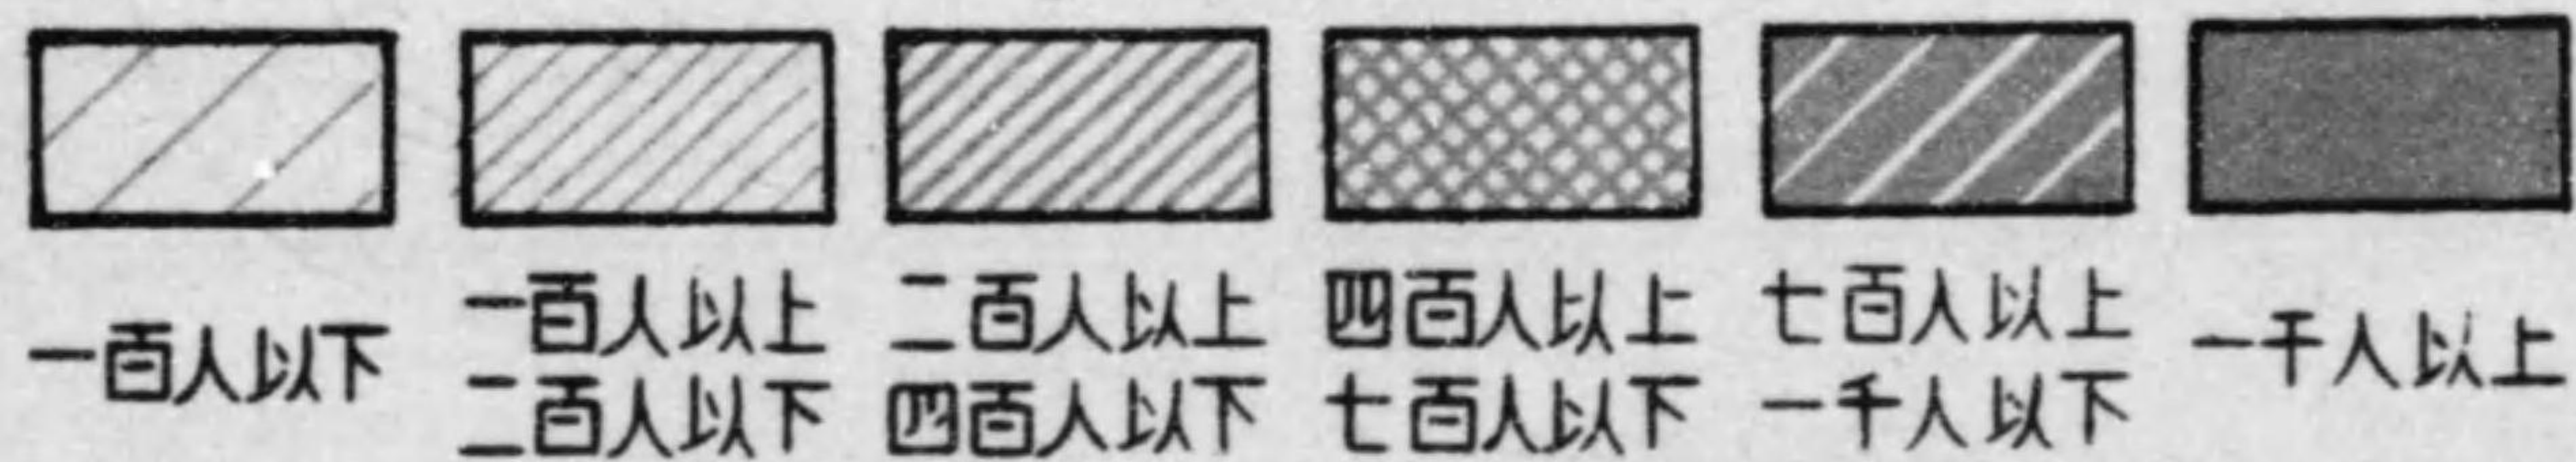 一百人以下
一百人以上
二百人以下
二百人以上
四百人以下
四百人以上
七百人以下
七百人以上
一千人以下
一千人以上